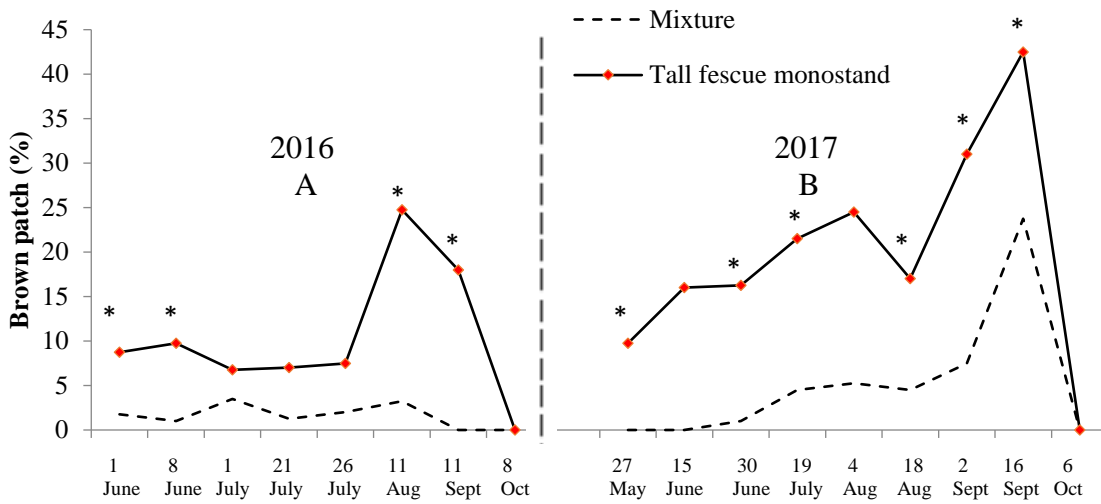 Mixture
Tall fescue monostand
Brown patch (%)
45
40
35
30
25
20
15
10
5
0
2016
A
2017
B
*
*
*
*
*
*
*
*
*
*
1 8 1 21 26 11 11 8
June June July July July Aug Sept Oct
27 15 30 19 4 18 2 16 6
May June June July Aug Aug Sept Sept Oct